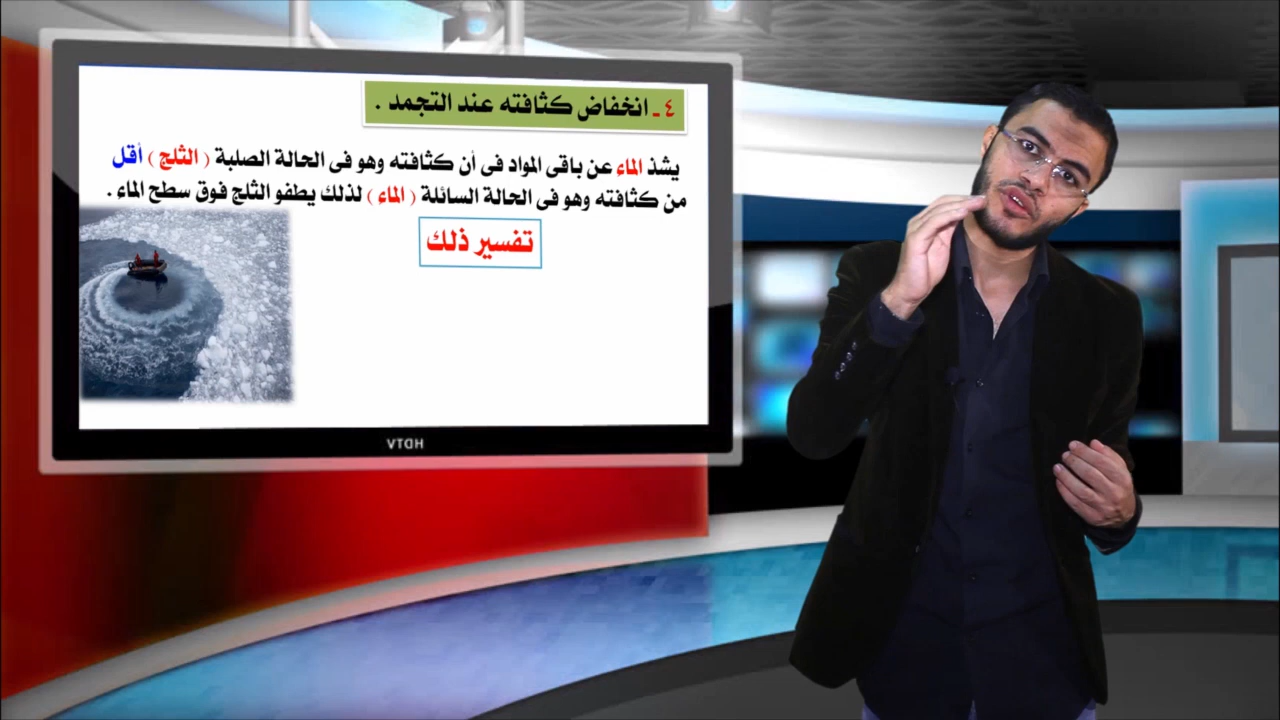 ٤ ـ انخفاض كثافته عند التجمد .
يشذ الماء عن باقى المواد فى أن كثافته وهو فى الحالة الصلبة ( الثلج ) أقل
من كثافته وهو فى الحالة السائلة ( الماء ) لذلك يطفو الثلج فوق سطح الماء .
تفسير ذلك
HDTV